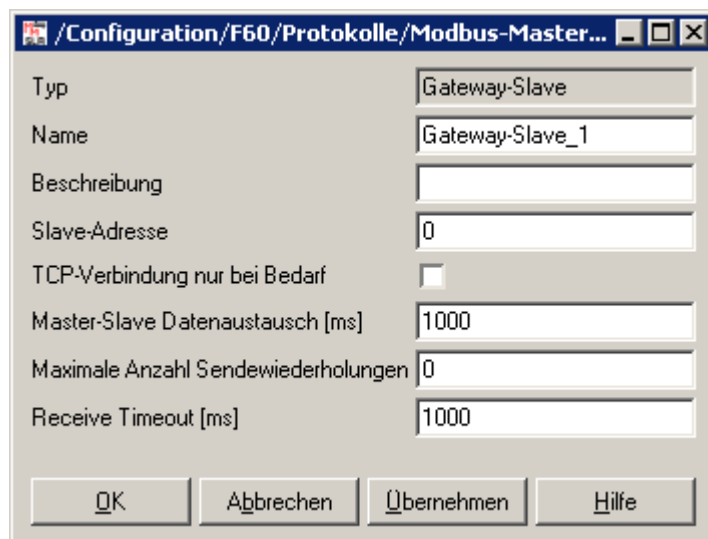 /Configuration/F60/Protokolle/Modbus-Master...
Typ Gateway-Slave
Name Gateway-Slave_1
Beschreibung
Slave-Adresse 0
TCP-Verbindung nur bei Bedarf
Master-Slave Datenaustausch [ms] 1000
Maximale Anzahl Sendewiederholungen 0
Receive Timeout [ms] 1000
OK Abbrechen Übernehmen Hilfe